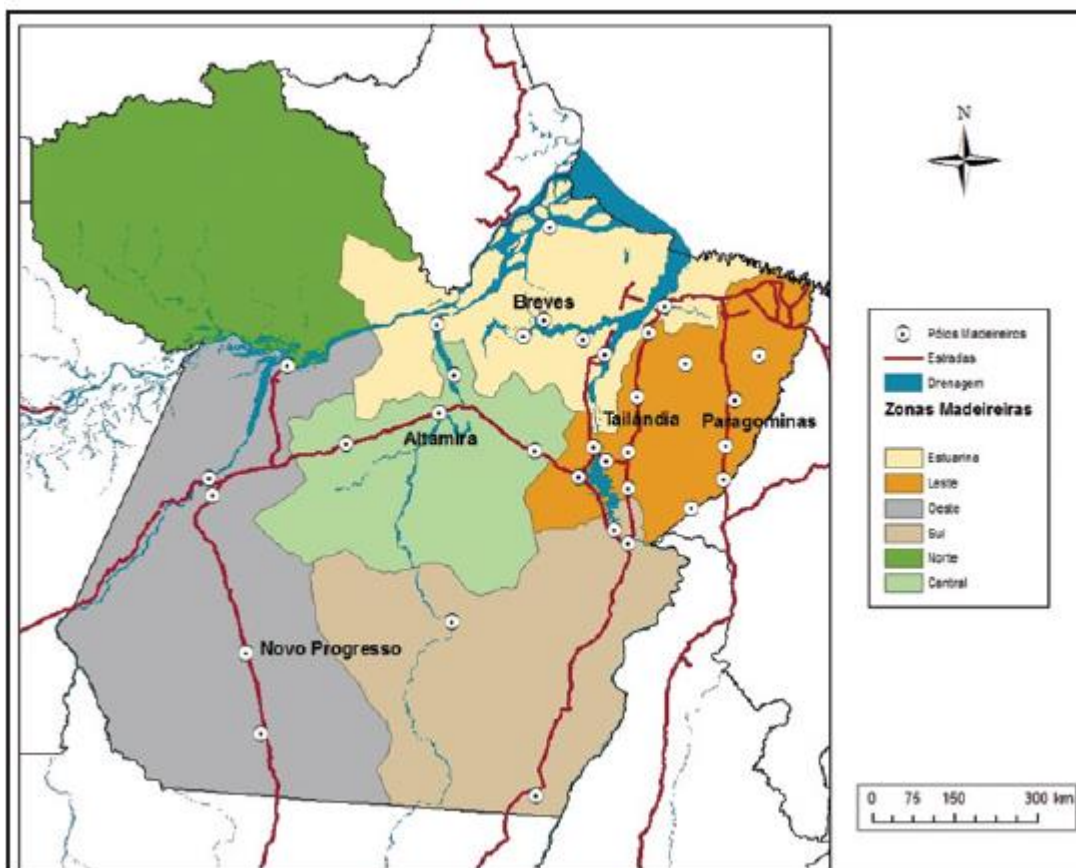 N
Breves
Tailândia
Paragominas
Altamira
Novo Progresso
Pólos Madeireiros
Estradas
Drenagem
Zonas Madeireiras
Estuarina
Leste
Oeste
Sul
Norte
Central
0 75 150 300 km